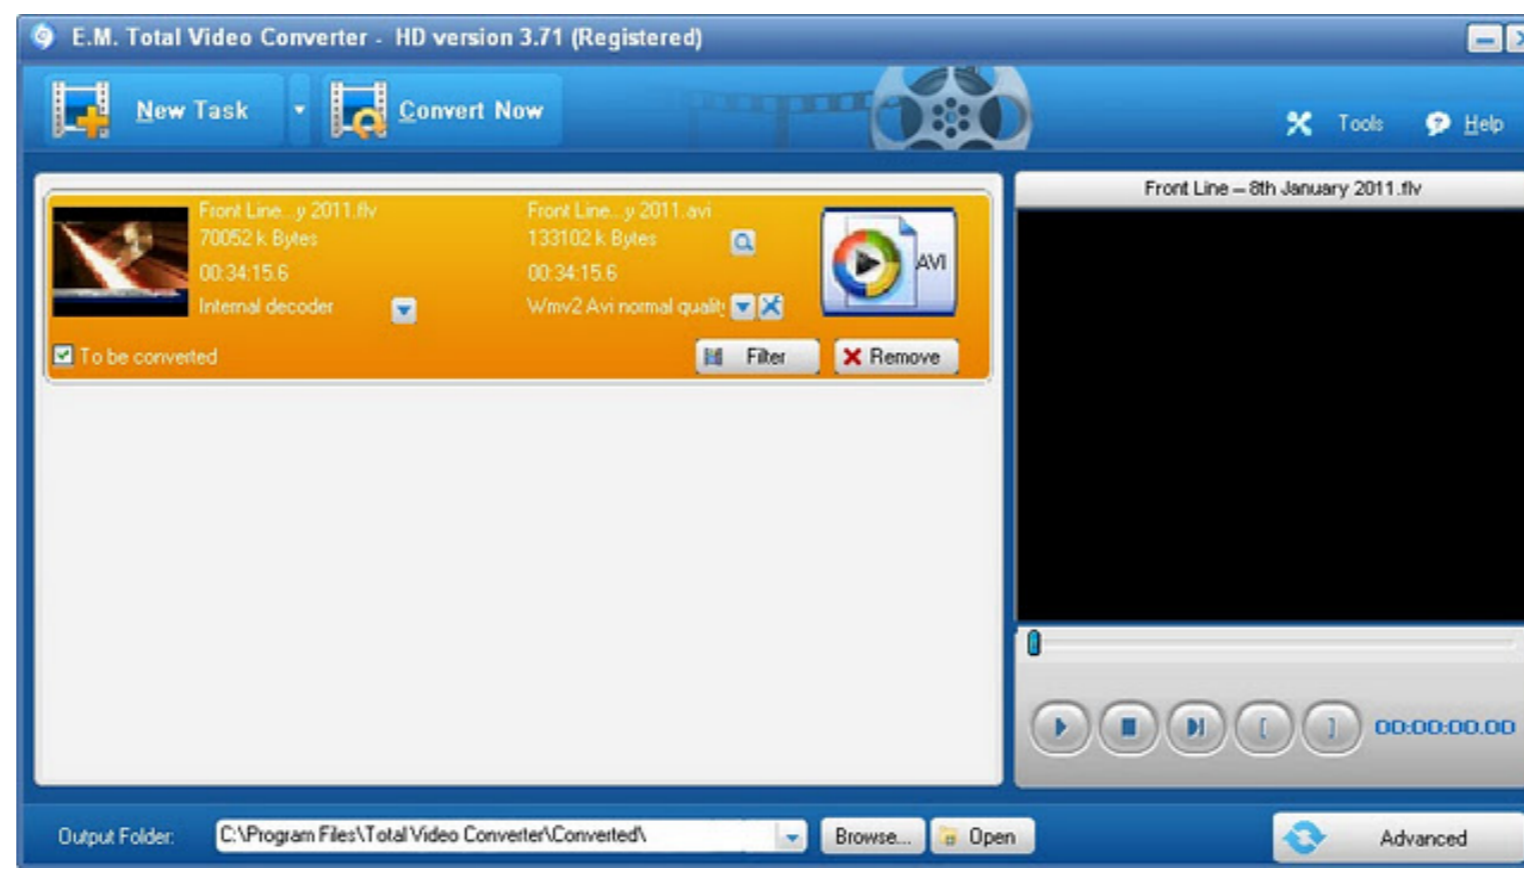 E.M. Total Video Converter - HD version 3.71 (Registered)
New Task
Convert Now
Tools
Help
Front Line...y 2011.flv
Front Line...y 2011.avi
70052 k Bytes
133102 k Bytes
00:34:15.6
00:34:15.6
Internal decoder
Wmv2 Avi normal quality
AVI
To be converted
Filter
Remove
Front Line – 8th January 2011.flv
00:00:00.00
Output Folder:
C:\Program Files\Total Video Converter\Converted\
Browse...
Open
Advanced